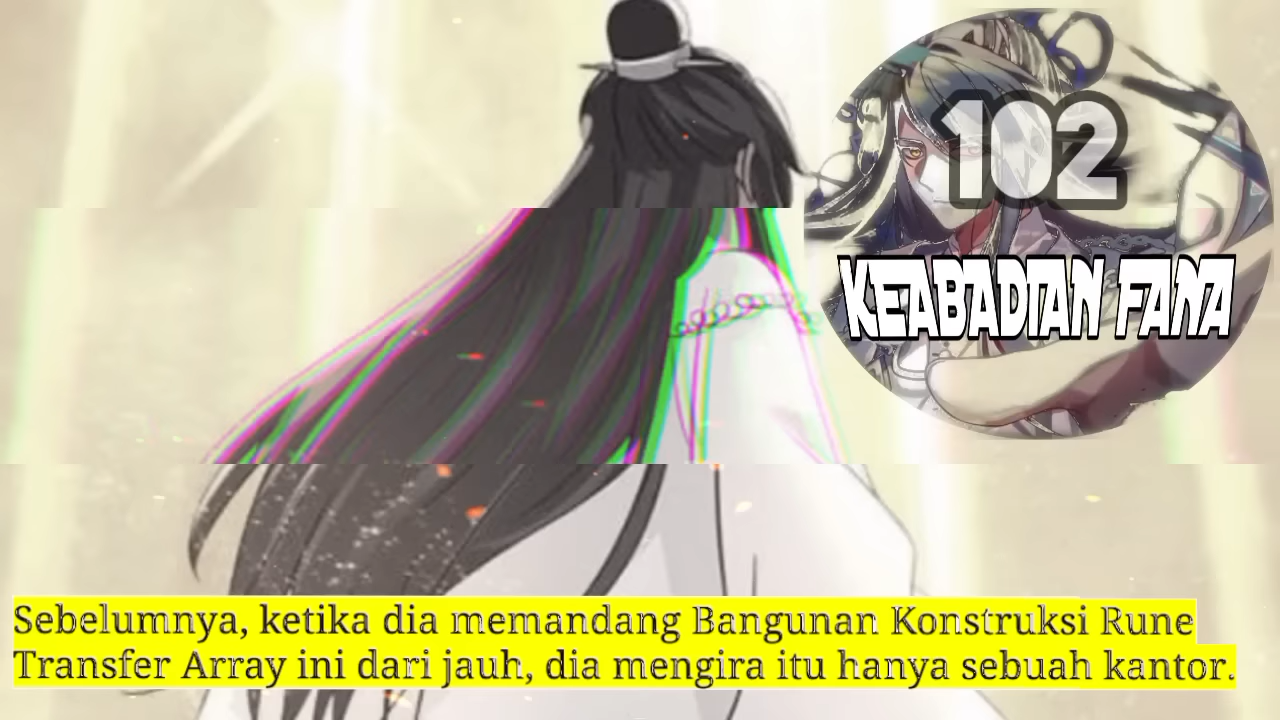 102
KEABADIAN FANA
Sebelumnya, ketika dia memandang Bangunan Konstruksi Rune
Transfer Array ini dari jauh, dia mengira itu hanya sebuah kantor.